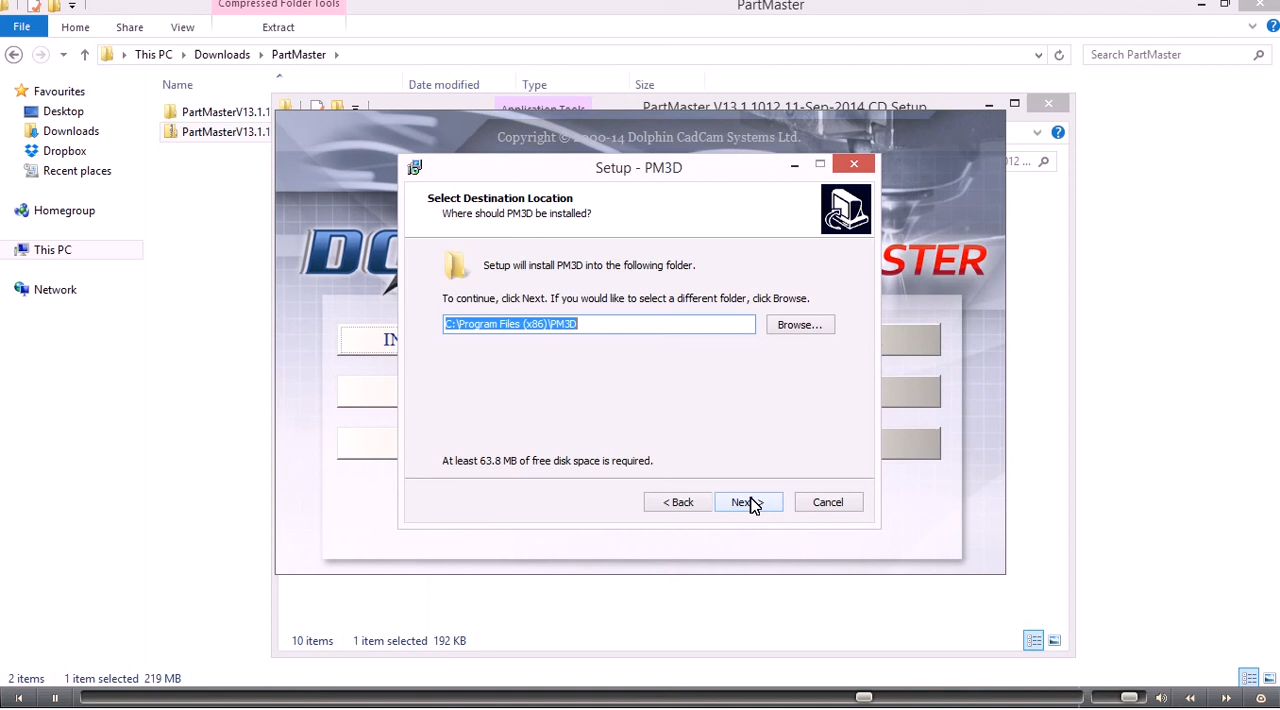 Compressed Folder Tools
PartMaster
File
Home
Share
View
Extract
This PC
Downloads
PartMaster
Search PartMaster
Favourites
Desktop
Downloads
Dropbox
Recent places
Homegroup
This PC
Network
Name
Date modified
Type
Size
PartMasterV13.1.1
PartMasterV13.1.1
Application Tools
PartMaster V13.1.1012 11-Sep-2014 CD Setup
012 ...
Copyright © 2000-14 Dolphin CadCam Systems Ltd.
DO
STER
IN
Setup - PM3D
Select Destination Location
Where should PM3D be installed?
Setup will install PM3D into the following folder.
To continue, click Next. If you would like to select a different folder, click Browse.
C:\Program Files (x86)\PM3D
Browse...
At least 63.8 MB of free disk space is required.
< Back
Next >
Cancel
10 items
1 item selected 192 KB
2 items
1 item selected 219 MB